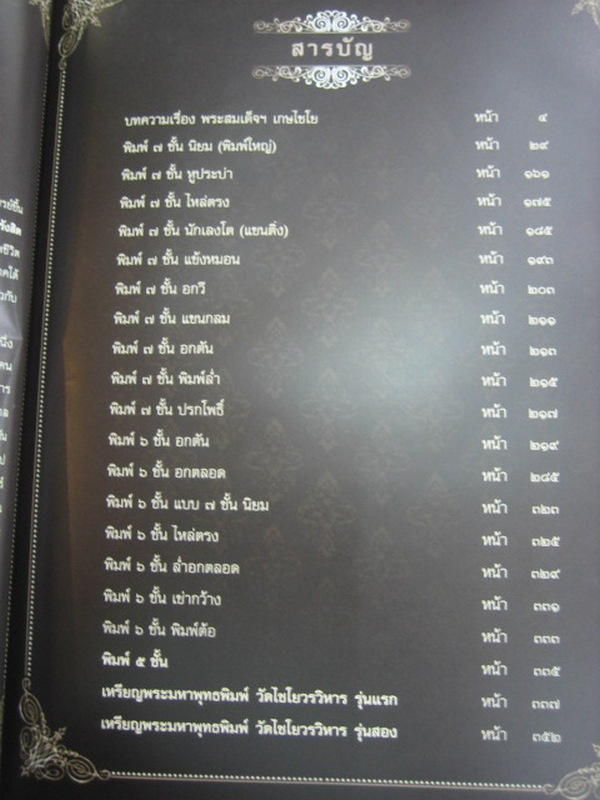 สารบัญ
บทความเรื่อง พระสมเด็จฯ เกษไชโย หน้า ๔
พิมพ์ ๗ ชั้น นิยม (พิมพ์ใหญ่) หน้า ๒๙
พิมพ์ ๗ ชั้น หูประบ่า หน้า ๑๖๑
พิมพ์ ๗ ชั้น ไหล่ตรง หน้า ๑๗๕
พิมพ์ ๗ ชั้น นักเลงโต (แขนติ่ง) หน้า ๑๘๕
พิมพ์ ๗ ชั้น แข้งหมอน หน้า ๑๙๓
พิมพ์ ๗ ชั้น อกวี หน้า ๒๐๓
พิมพ์ ๗ ชั้น แขนกลม หน้า ๒๑๑
พิมพ์ ๗ ชั้น อกตัน หน้า ๒๑๓
พิมพ์ ๗ ชั้น พิมพ์ล่ำ หน้า ๒๑๕
พิมพ์ ๗ ชั้น ปรกโพธิ์ หน้า ๒๑๗
พิมพ์ ๖ ชั้น อกตัน หน้า ๒๑๙
พิมพ์ ๖ ชั้น อกตลอด หน้า ๒๘๕
พิมพ์ ๖ ชั้น แบบ ๗ ชั้น นิยม หน้า ๓๒๓
พิมพ์ ๖ ชั้น ไหล่ตรง หน้า ๓๒๕
พิมพ์ ๖ ชั้น ล่ำอกตลอด หน้า ๓๒๙
พิมพ์ ๖ ชั้น เข่ากว้าง หน้า ๓๓๑
พิมพ์ ๖ ชั้น พิมพ์ต้อ หน้า ๓๓๓
พิมพ์ ๕ ชั้น หน้า ๓๓๕
เหรียญพระมหาพุทธพิมพ์ วัดไชโยวรวิหาร รุ่นแรก หน้า ๓๓๗
เหรียญพระมหาพุทธพิมพ์ วัดไชโยวรวิหาร รุ่นสอง หน้า ๓๕๒